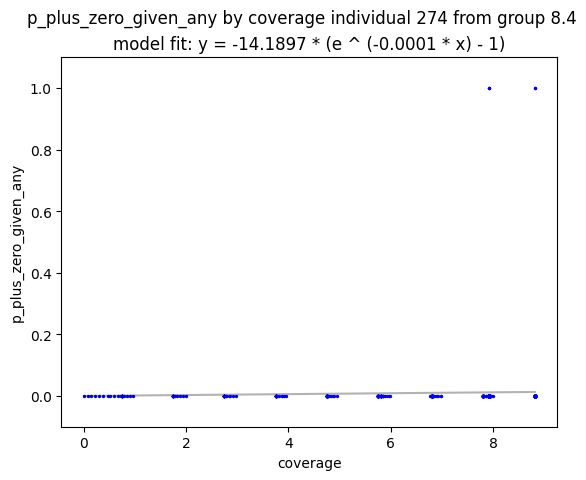 p_plus_zero_given_any by coverage individual 274 from group 8.4
model fit: y = -14.1897 * (e ^ (-0.0001 * x) - 1)
1.0
0.8
0.6
0.4
0.2
0.0
p_plus_zero_given_any
0 2 4 6 8
coverage